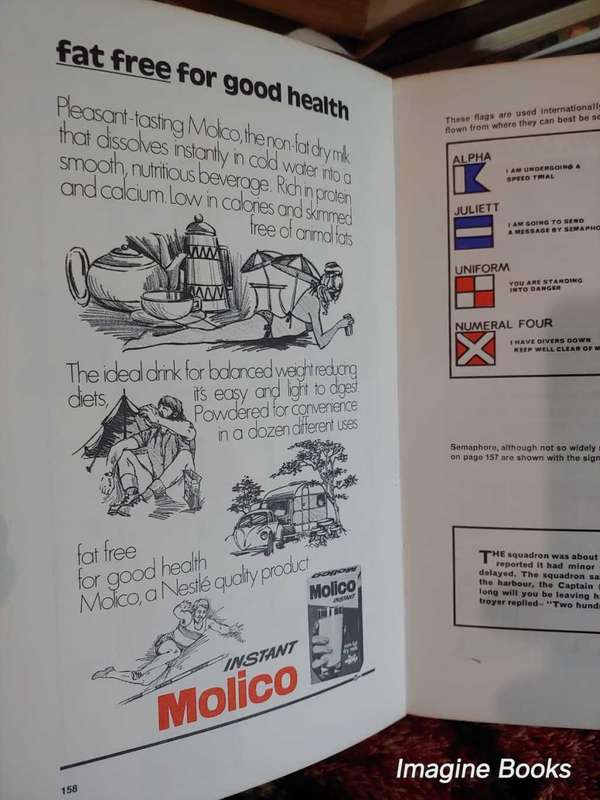 fat free for good health
Pleasant-tasting Molico, the non-fat dry milk
that dissolves instantly in cold water into a
smooth, nutritious beverage. Rich in protein
and calcium. Low in calories and skimmed
free of animal fats
The ideal drink for balanced weight reducing
diets, it's easy and light to digest
Powdered for convenience
in a dozen different uses
fat free
for good health
Molico, a Nestlé quality product
Molico
Molico
INSTANT
INSTANT
Molico
158
These flags are used internationally
flown from where they can best be se
ALPHA
I AM UNDERGOING A
SPEED TRIAL
JULIETT
I AM GOING TO SEND
A MESSAGE BY SEMAPHO
UNIFORM
YOU ARE STANDING
INTO DANGER
NUMERAL FOUR
I HAVE DIVERS DOWN
KEEP WELL CLEAR OF M
Semaphore, although not so widely
on page 157 are shown with the sign
THE squadron was about
reported it had minor
delayed. The squadron sa
the harbour, the Captain
long will you be leaving ha
troyer replied– "Two hund
Imagine Books